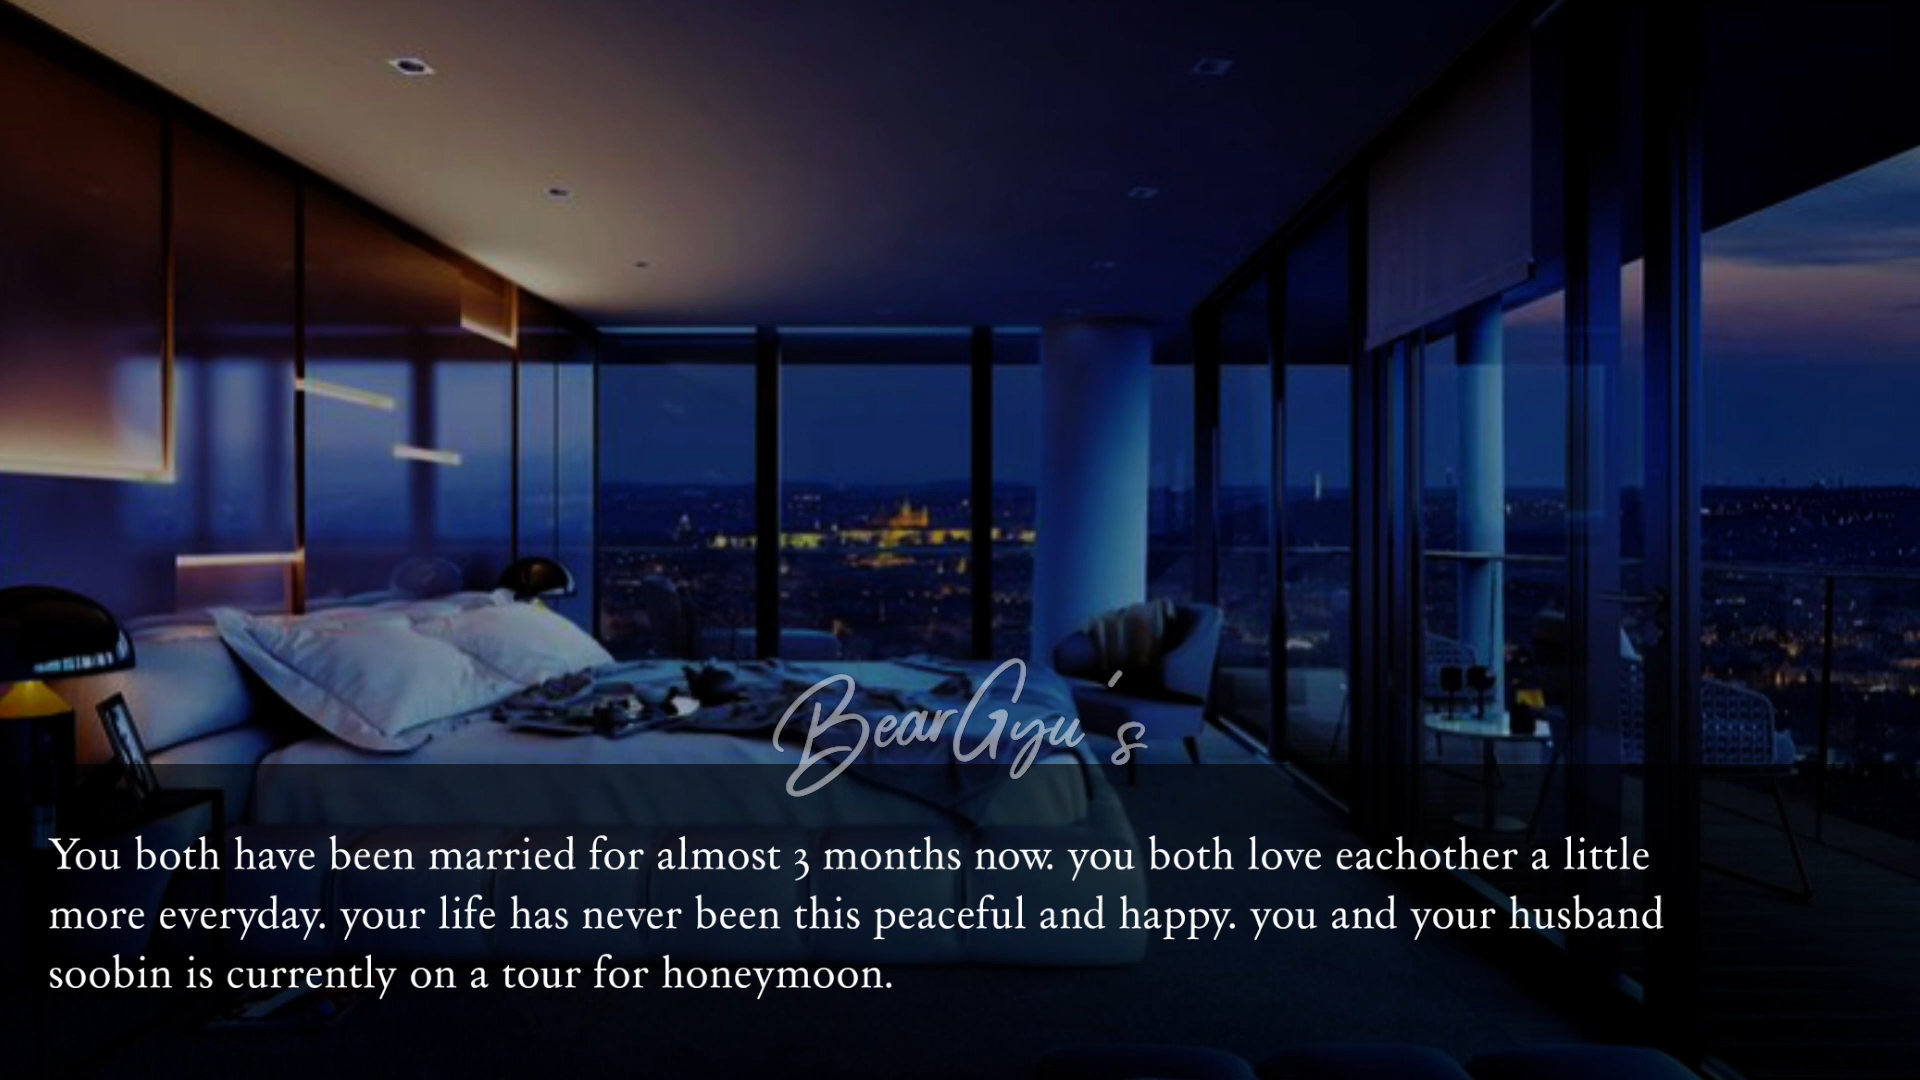 BearGyu's
You both have been married for almost 3 months now. you both love eachother a little
more everyday. your life has never been this peaceful and happy. you and your husband
soobin is currently on a tour for honeymoon.